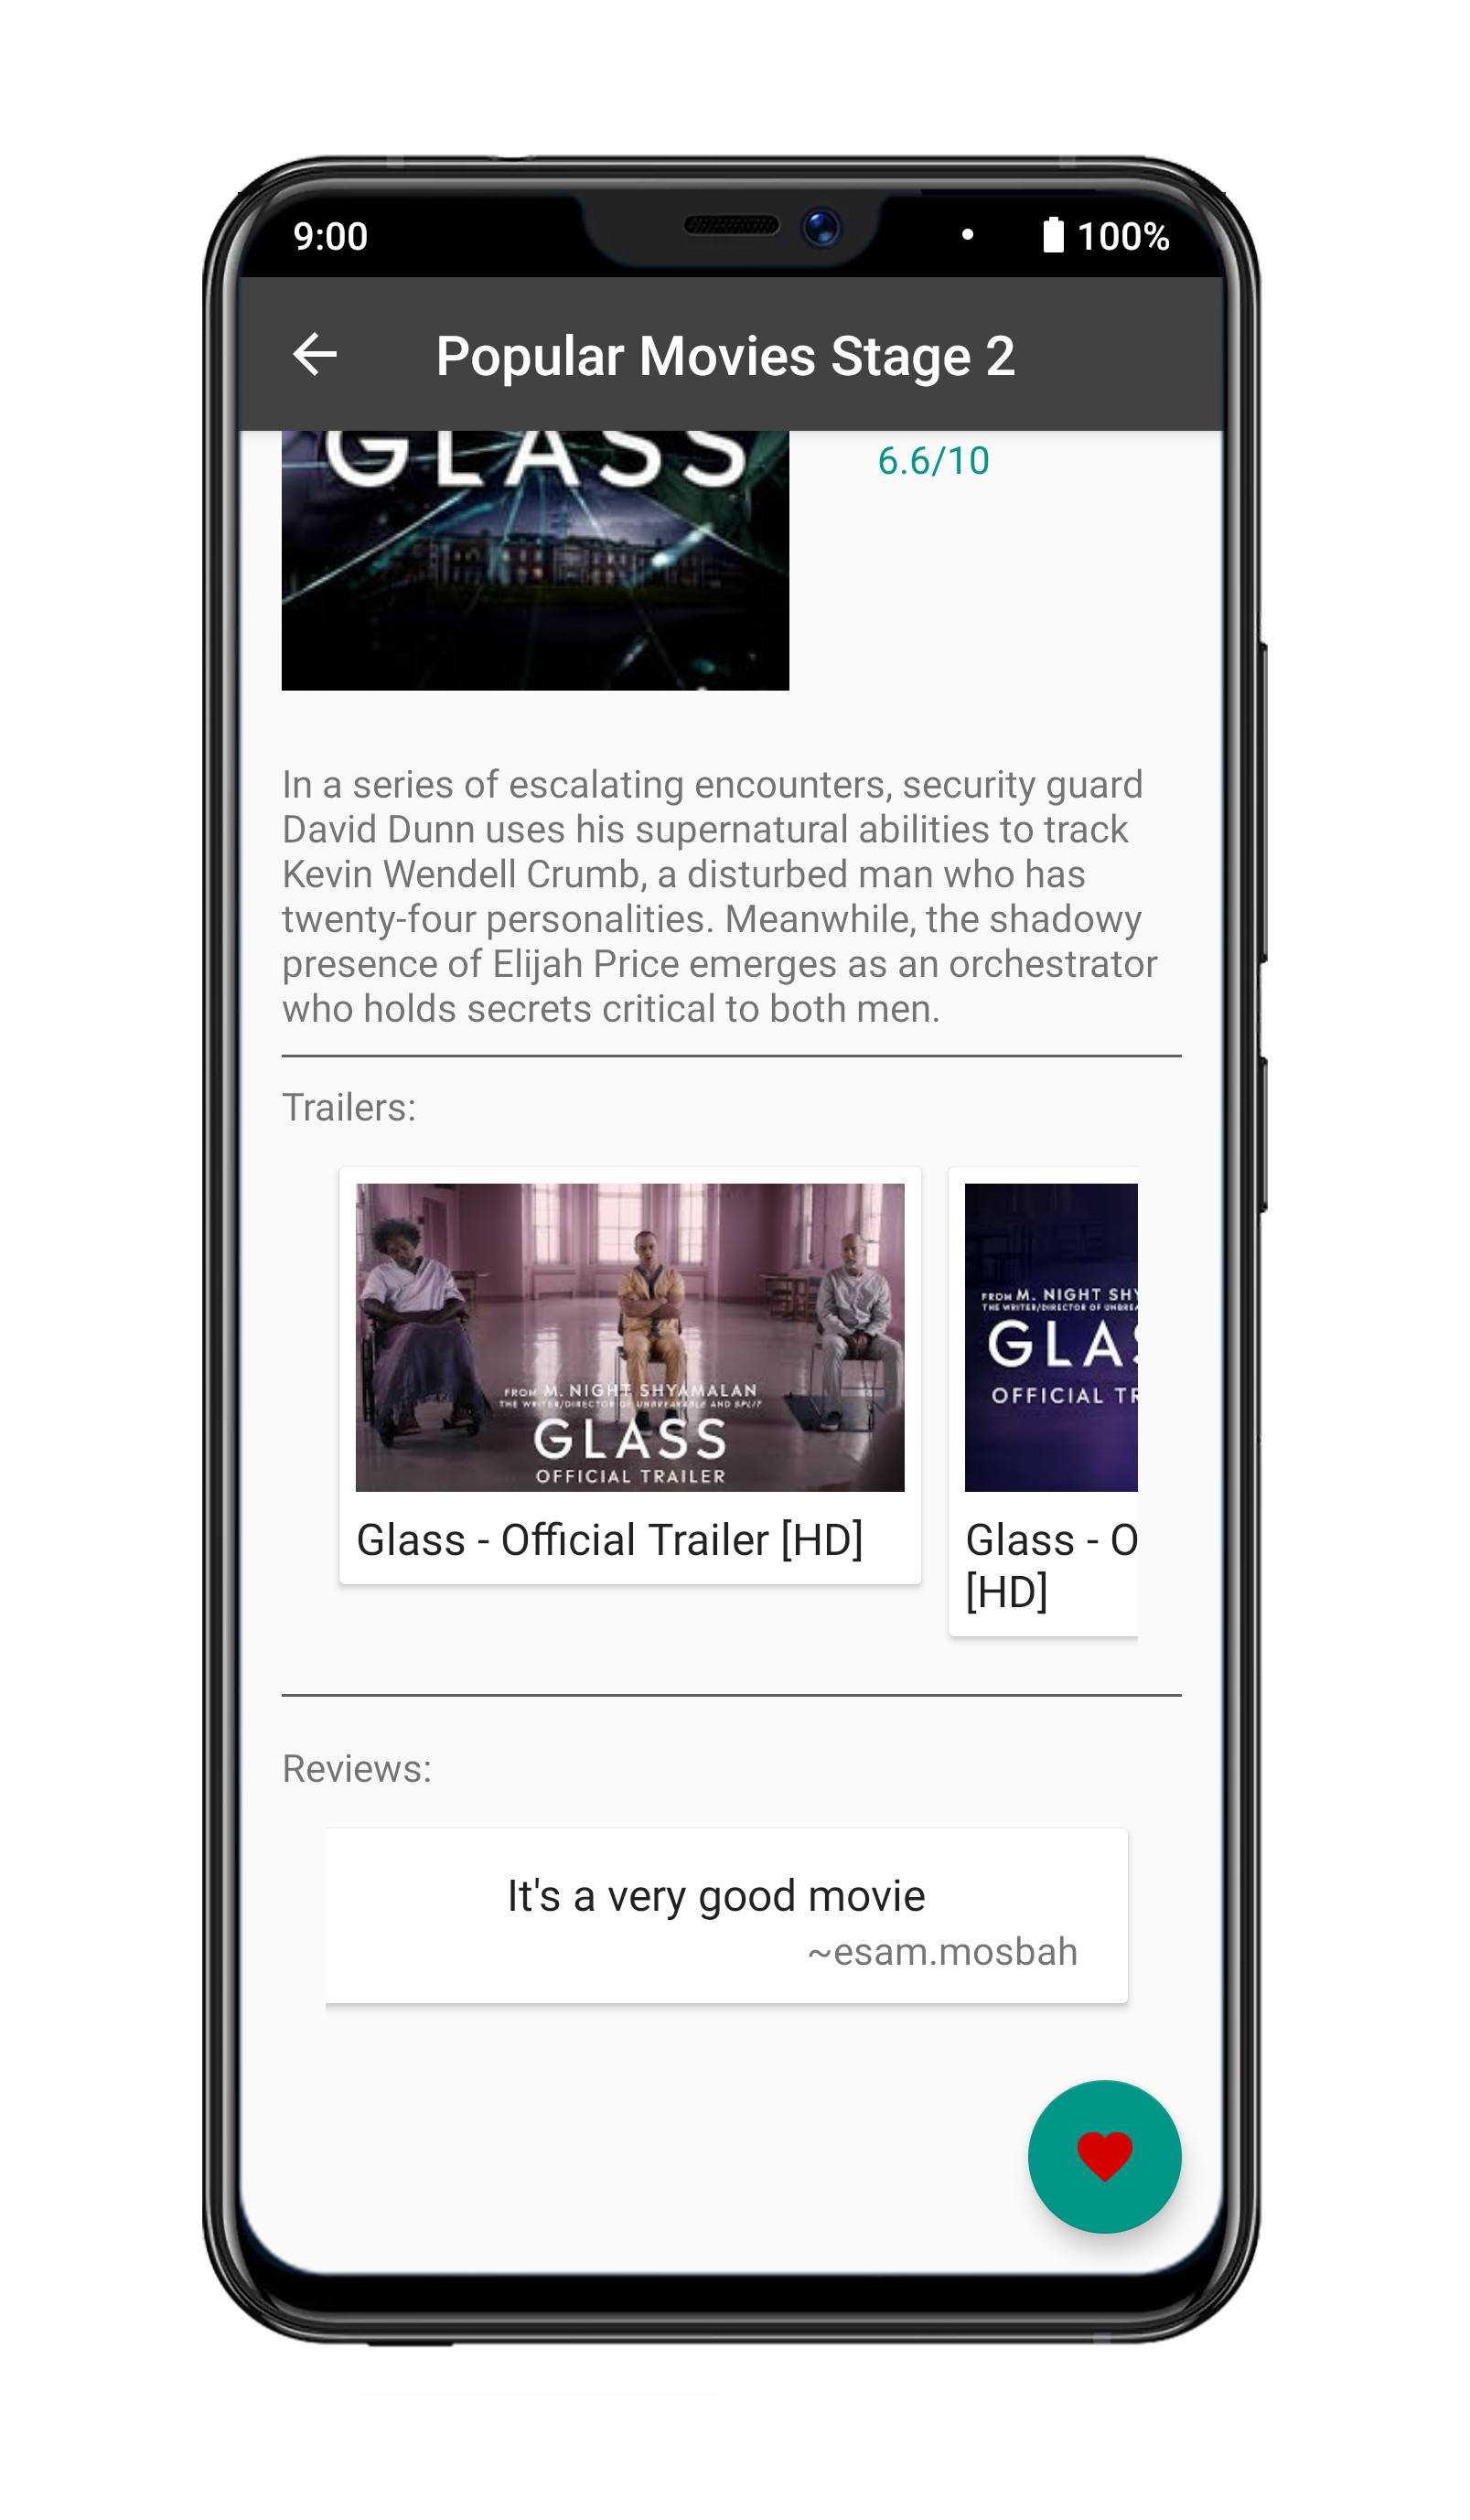 9:00
100%
Popular Movies Stage 2
GLASS
6.6/10
In a series of escalating encounters, security guard
David Dunn uses his supernatural abilities to track
Kevin Wendell Crumb, a disturbed man who has
twenty-four personalities. Meanwhile, the shadowy
presence of Elijah Price emerges as an orchestrator
who holds secrets critical to both men.
Trailers:
FROM M. NIGHT SHYAMALAN
THE WRITER/DIRECTOR OF UNBREAKABLE AND SPLIT
GLASS
OFFICIAL TRAILER
Glass - Official Trailer [HD]
FROM M. NIGHT SHY
THE WRITER/DIRECTOR OF UNBREA
GLAS
OFFICIAL TR
Glass - O
[HD]
Reviews:
It's a very good movie
~esam.mosbah